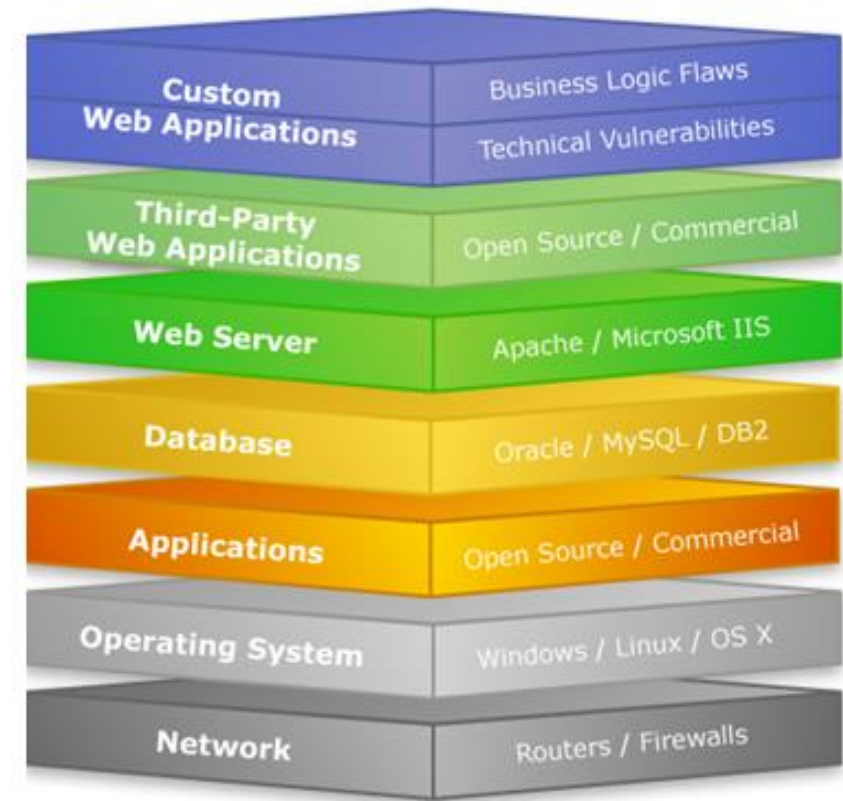 Custom
Web Applications
Business Logic Flaws
Technical Vulnerabilities
Third-Party
Web Applications
Open Source / Commercial
Web Server
Apache / Microsoft IIS
Database
Oracle / MySQL / DB2
Applications
Open Source / Commercial
Operating System
Windows / Linux / OS X
Network
Routers / Firewalls